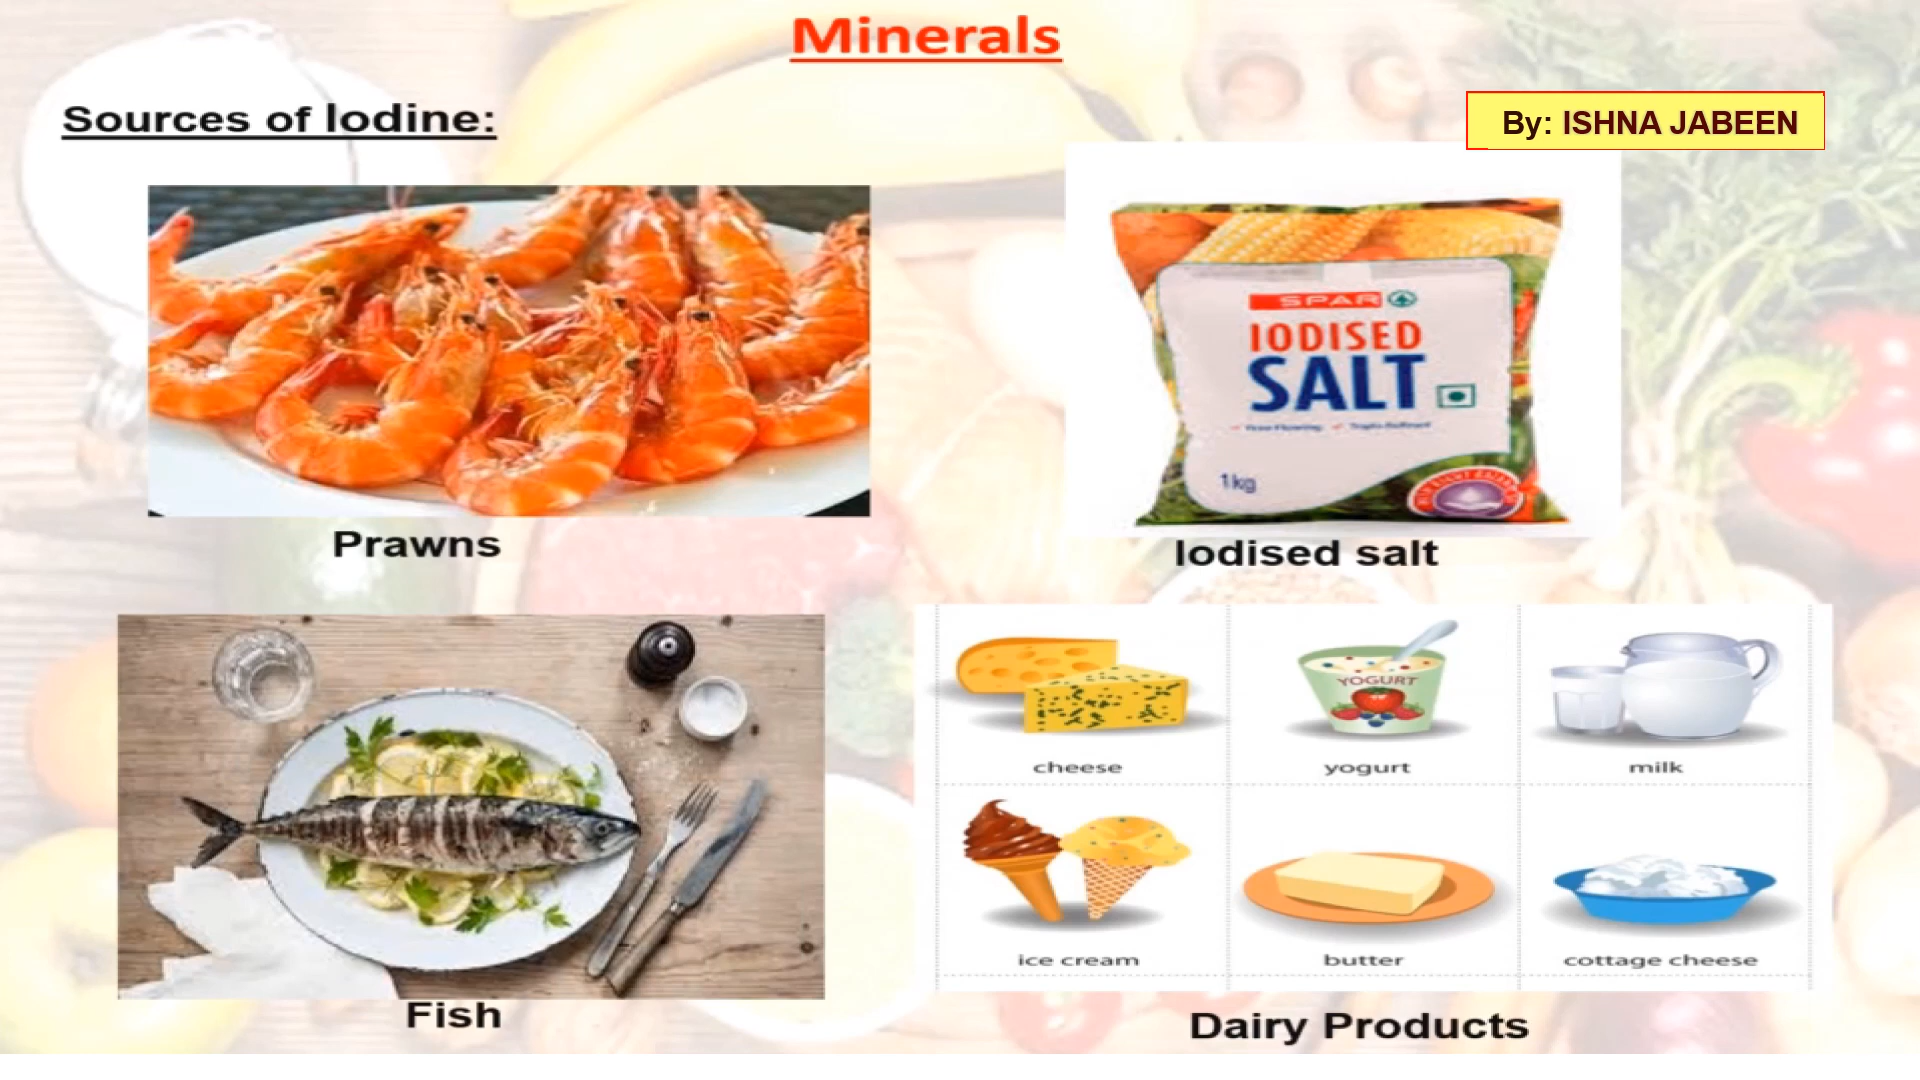 Minerals
Sources of Iodine:
By: ISHNA JABEEN
SPAR
IODISED
SALT
1kg
Prawns
Iodised salt
YOGURT
cheese
yogurt
milk
ice cream
butter
cottage cheese
Fish
Dairy Products